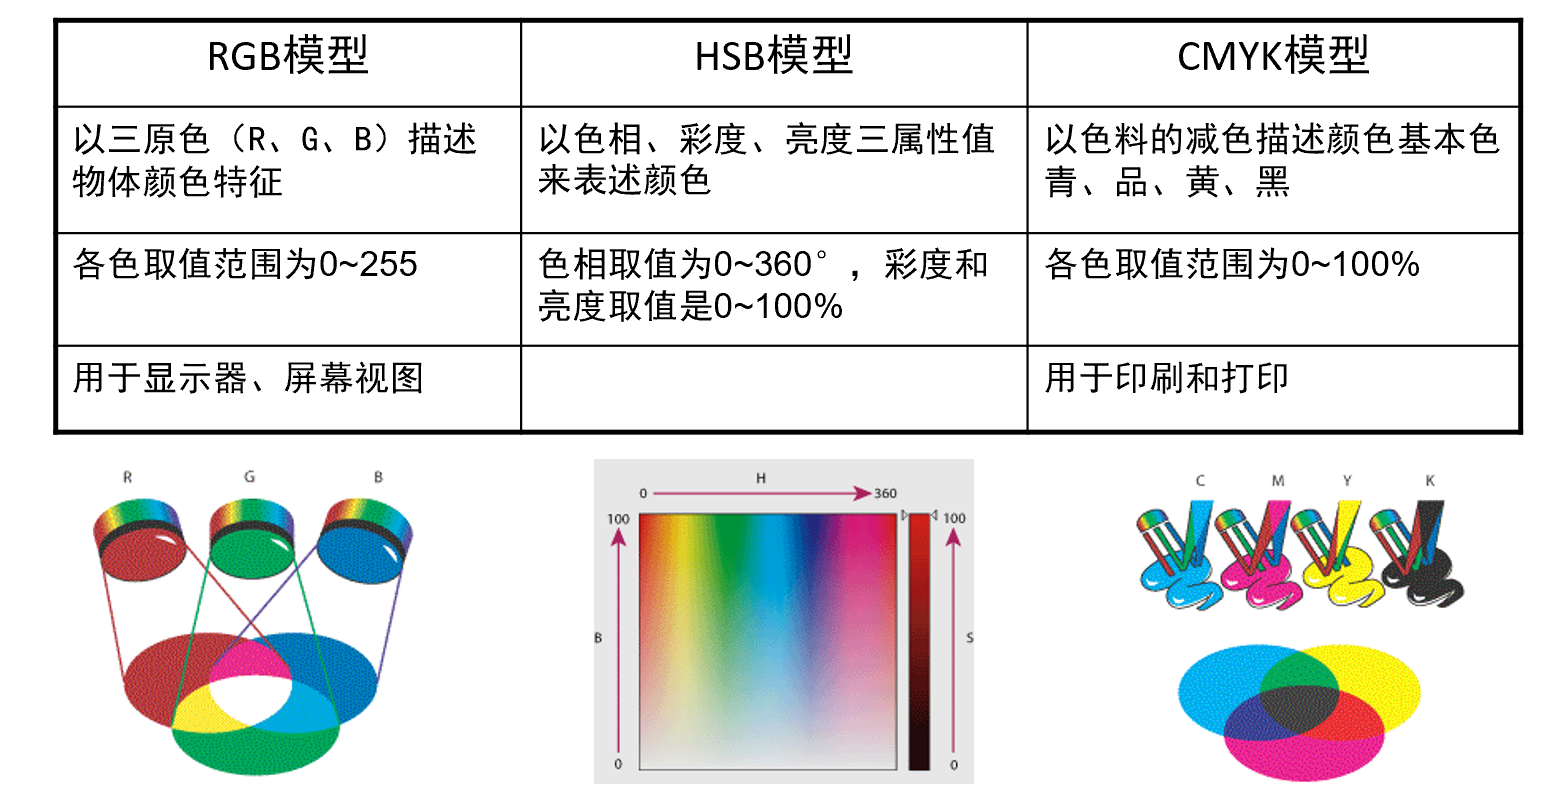 RGB模型
HSB模型
CMYK模型
以三原色（R、G、B）描述
物体颜色特征
以色相、彩度、亮度三属性值
来表述颜色
以色料的减色描述颜色基本色
青、品、黄、黑
各色取值范围为0~255
色相取值为0~360°，彩度和
亮度取值是0~100%
各色取值范围为0~100%
用于显示器、屏幕视图
用于印刷和打印
R
G
B
H
0
360
100
100
B
S
0
0
C
M
Y
K